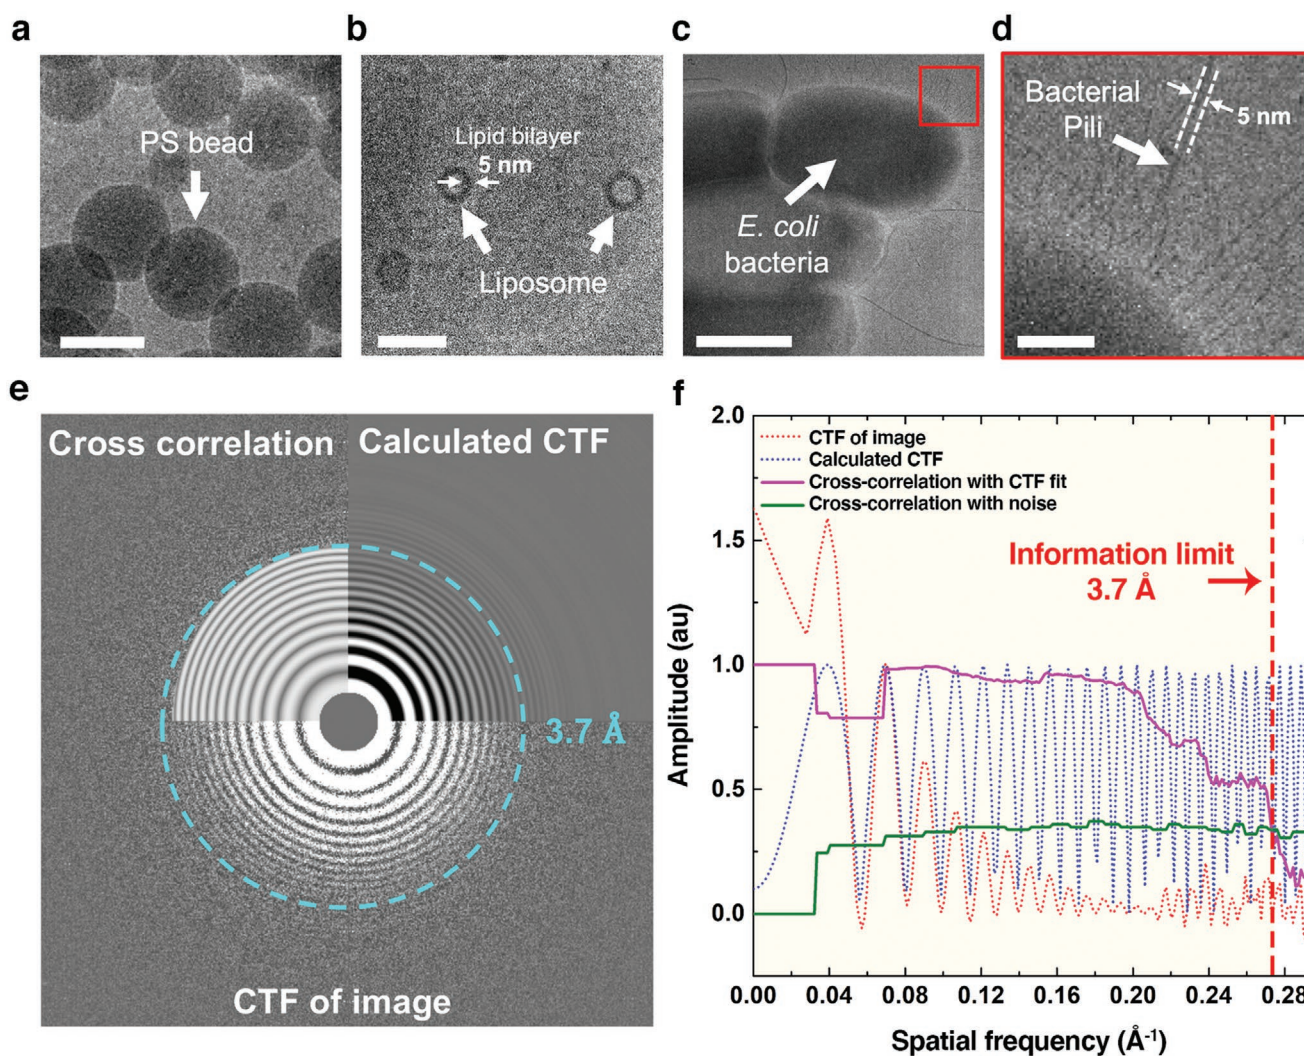 a
b
c
d
PS bead
Lipid bilayer
5 nm
Liposome
E. coli
bacteria
Bacterial
Pili
5 nm
e
Cross correlation
Calculated CTF
3.7 Å
CTF of image
f
2.0
1.5
1.0
0.5
0.0
Amplitude (au)
CTF of image
Calculated CTF
Cross-correlation with CTF fit
Cross-correlation with noise
Information limit
3.7 Å
0.00 0.04 0.08 0.12 0.16 0.20 0.24 0.28
Spatial frequency (Å⁻¹)